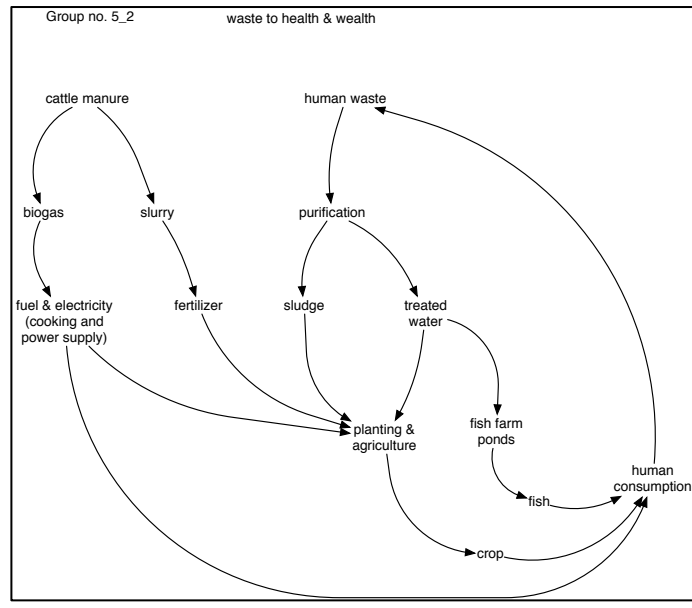 Group no. 5_2
waste to health & wealth
cattle manure
human waste
biogas
slurry
purification
fuel & electricity
(cooking and
power supply)
fertilizer
sludge
treated
water
planting &
agriculture
fish farm
ponds
human
consumption
fish
crop